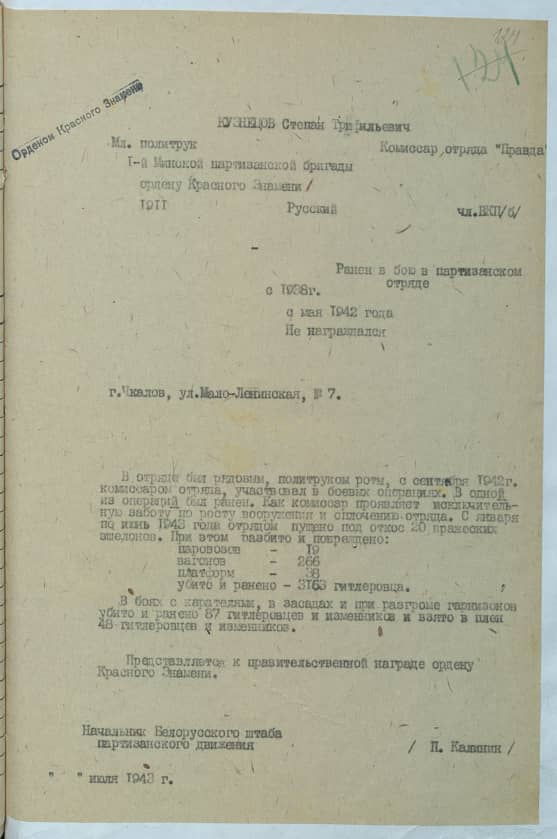 124
121
Орденом Красного Знамени
КУЗНЕЦОВ Степан Трифильевич
Мл. политрук Комиссар отряда "Правда"
I-й Минской партизанской бригады
ордену Красного Знамени/
1911 Русский чл.ВКП/б/
-
Ранен в бою в партизанском
отряде
с 1938г.
с мая 1942 года
Не награждался
г.Чкалов, ул.Мало-Ленинская, № 7.
В отряде был рядовым, политруком роты, с сентября 1942г.
комиссаром отряда, участвовал в боевых операциях. В одной
из операций был ранен. Как комиссар проявляет исключитель-
ную заботу по росту вооружения и сплочению отряда. С января
по июнь 1943 года отрядом пущено под откос 20 вражеских
эшелонов. При этом разбито и повреждено:
паровозов - 19
вагонов - 266
платформ - 38
убито и ранено - 3163 гитлеровца.
В боях с карателями, в засадах и при разгроме гарнизонов
убито и ранено 87 гитлеровцев и изменников и взято в плен
48 гитлеровцев и изменников.
Представляется к правительственной награде ордену
Красного Знамени.
Начальник Белорусского штаба
партизанского движения / П. Калинин /
" " июля 1943 г.